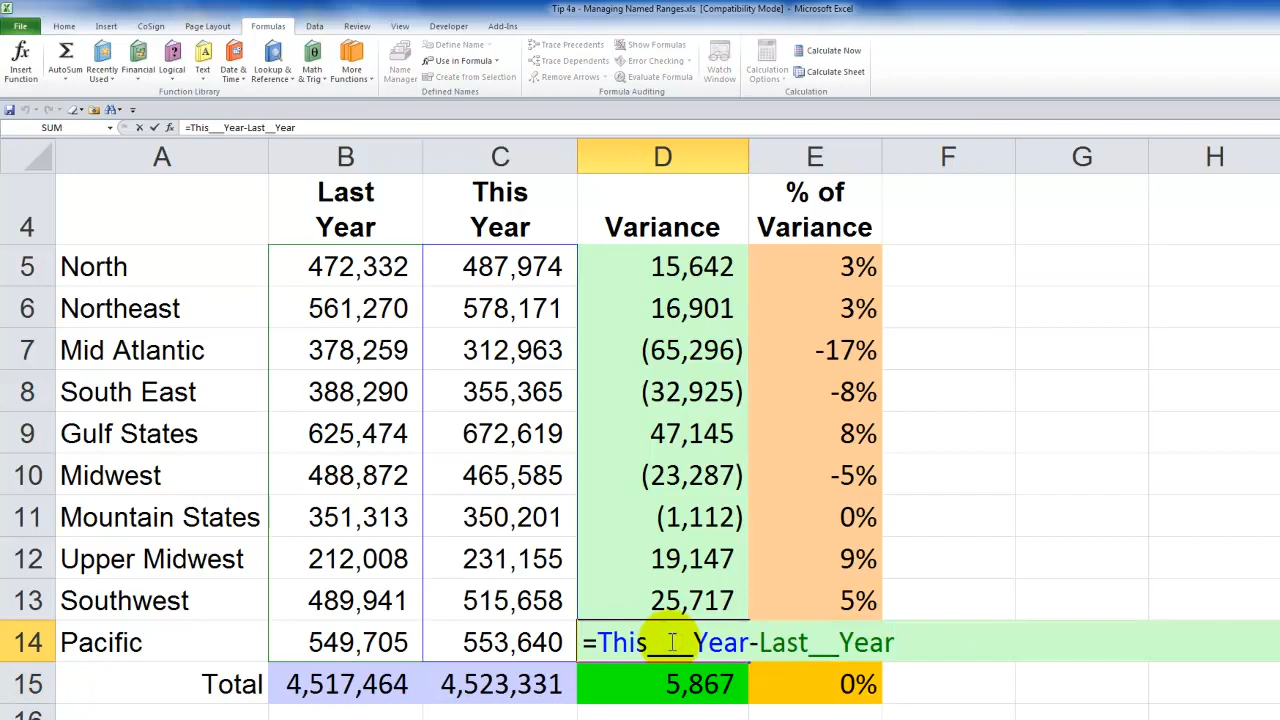 Tip 4a - Managing Named Ranges.xls [Compatibility Mode] - Microsoft Excel
File Home Insert CoSign Page Layout Formulas Data Review View Developer Add-Ins
Insert Function
AutoSum
Recently Used
Financial
Logical
Text
Date & Time
Lookup & Reference
Math & Trig
More Functions
Function Library
Name Manager
Define Name
Use in Formula
Create from Selection
Defined Names
Trace Precedents
Trace Dependents
Remove Arrows
Show Formulas
Error Checking
Evaluate Formula
Formula Auditing
Watch Window
Calculation Options
Calculate Now
Calculate Sheet
Calculation
SUM fx =This___Year-Last__Year
A B C D E F G H
4 Last Year This Year Variance % of Variance
5 North 472,332 487,974 15,642 3%
6 Northeast 561,270 578,171 16,901 3%
7 Mid Atlantic 378,259 312,963 (65,296) -17%
8 South East 388,290 355,365 (32,925) -8%
9 Gulf States 625,474 672,619 47,145 8%
10 Midwest 488,872 465,585 (23,287) -5%
11 Mountain States 351,313 350,201 (1,112) 0%
12 Upper Midwest 212,008 231,155 19,147 9%
13 Southwest 489,941 515,658 25,717 5%
14 Pacific 549,705 553,640 =This___Year-Last__Year
15 Total 4,517,464 4,523,331 5,867 0%
16